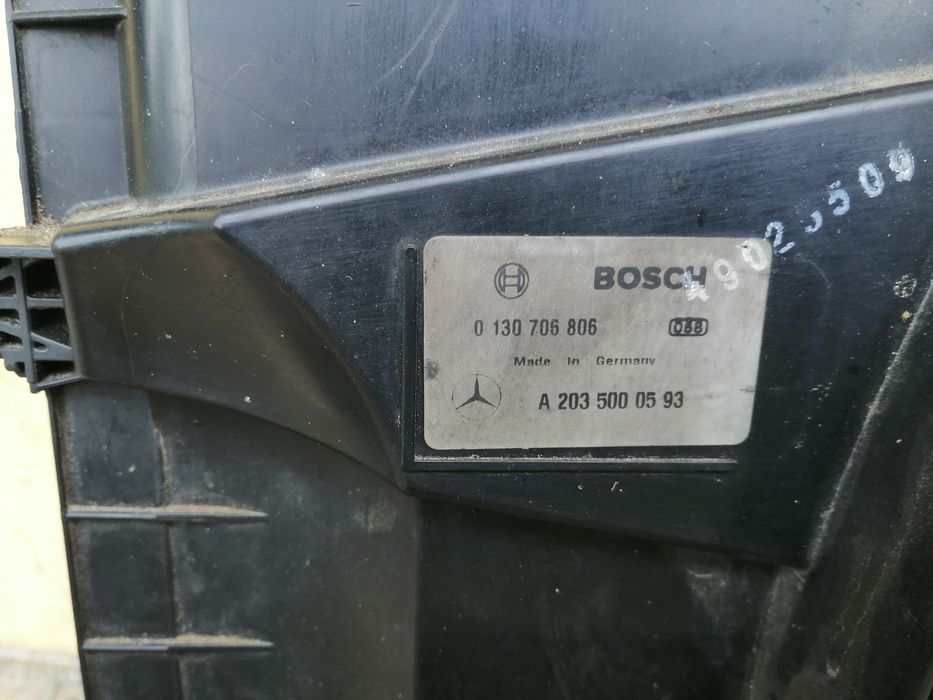 BOSCH
0 130 706 806
Made in Germany
A 203 500 05 93